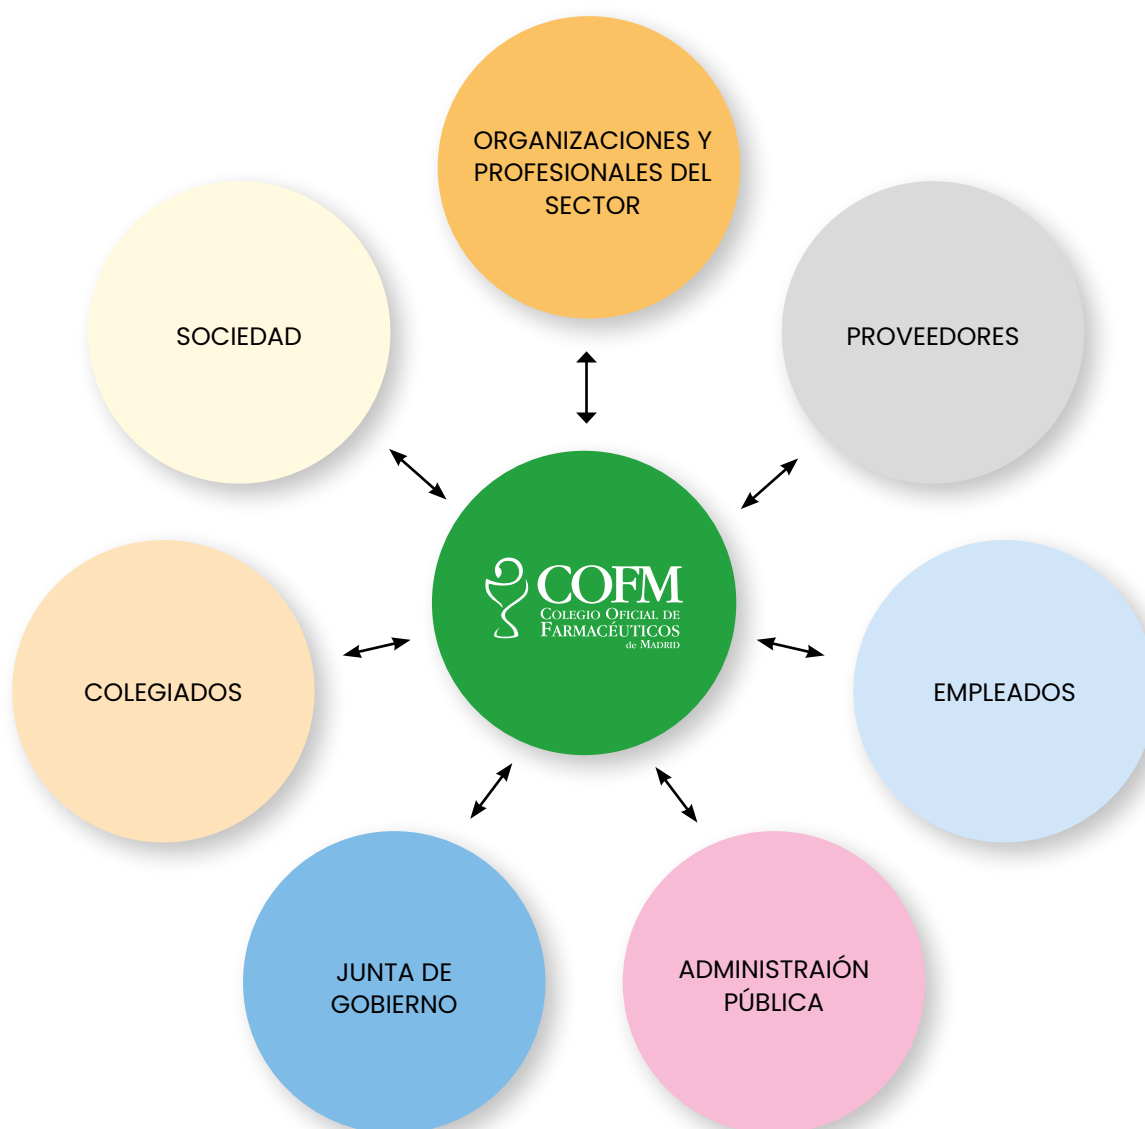 ORGANIZACIONES Y
PROFESIONALES DEL
SECTOR
SOCIEDAD
PROVEEDORES
COFM
COLEGIO OFICIAL DE
FARMACÉUTICOS
de MADRID
COLEGIADOS
EMPLEADOS
JUNTA DE
GOBIERNO
ADMINISTRAIÓN
PÚBLICA